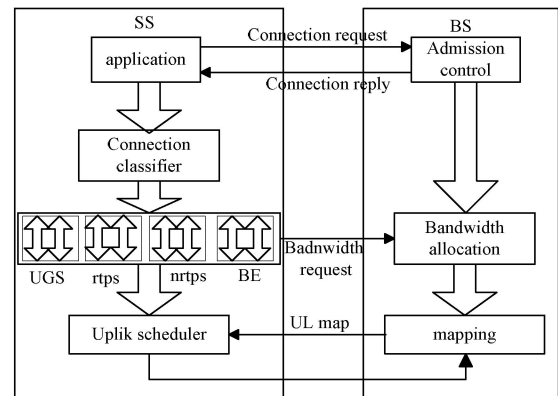 SS
BS
application
Connection request
Admission
control
Connection reply
Connection
classifier
UGS
rtps
nrtps
BE
Badnwidth
request
Bandwidth
allocation
Uplik scheduler
UL map
mapping